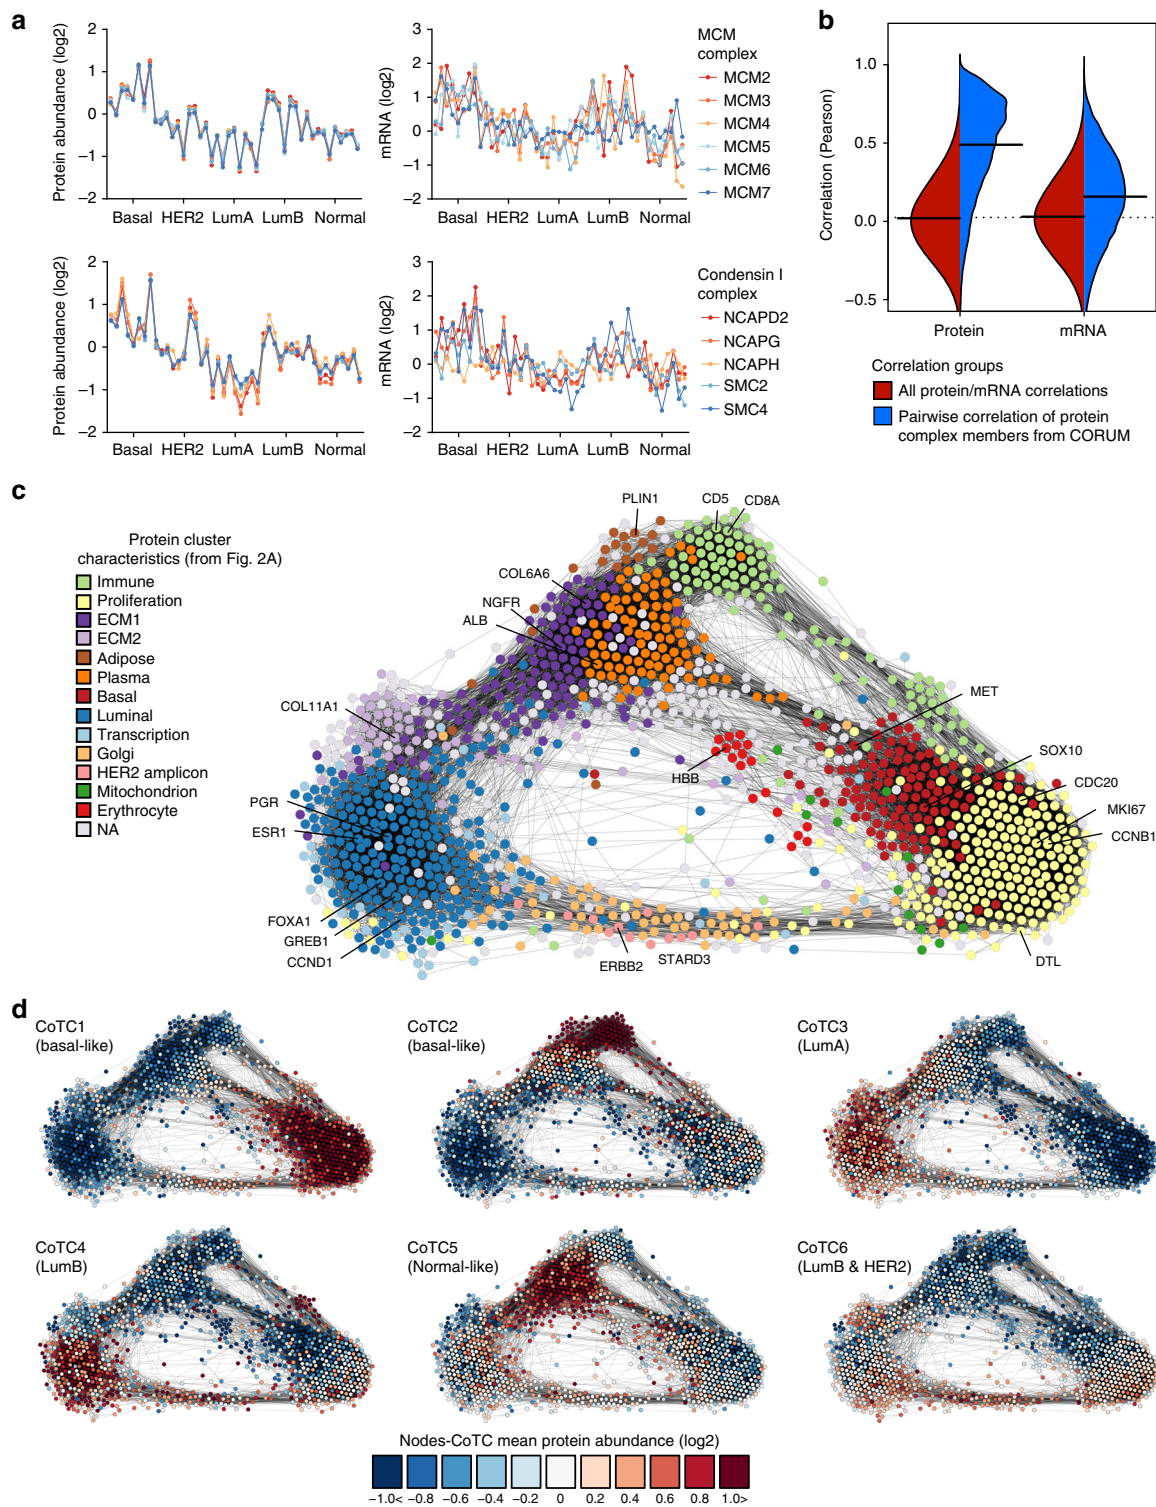 a
Protein abundance (log2)
2
1
0
−1
−2
Basal HER2 LumA LumB Normal
mRNA (log2)
3
2
1
0
−1
−2
Basal HER2 LumA LumB Normal
MCM
complex
MCM2
MCM3
MCM4
MCM5
MCM6
MCM7
Protein abundance (log2)
2
1
0
−1
−2
Basal HER2 LumA LumB Normal
mRNA (log2)
3
2
1
0
−1
−2
Basal HER2 LumA LumB Normal
Condensin I
complex
NCAPD2
NCAPG
NCAPH
SMC2
SMC4
b
Correlation (Pearson)
1.0
0.5
0.0
−0.5
Protein mRNA
Correlation groups
All protein/mRNA correlations
Pairwise correlation of protein
complex members from CORUM
c
Protein cluster
characteristics (from Fig. 2A)
Immune
Proliferation
ECM1
ECM2
Adipose
Plasma
Basal
Luminal
Transcription
Golgi
HER2 amplicon
Mitochondrion
Erythrocyte
NA
PLIN1
CD5
CD8A
COL6A6
NGFR
ALB
COL11A1
MET
HBB
SOX10
CDC20
MKI67
CCNB1
PGR
ESR1
FOXA1
GREB1
CCND1
ERBB2
STARD3
DTL
d
CoTC1
(basal-like)
CoTC2
(basal-like)
CoTC3
(LumA)
CoTC4
(LumB)
CoTC5
(Normal-like)
CoTC6
(LumB & HER2)
Nodes-CoTC mean protein abundance (log2)
−1.0< −0.8 −0.6 −0.4 −0.2 0 0.2 0.4 0.6 0.8 1.0>